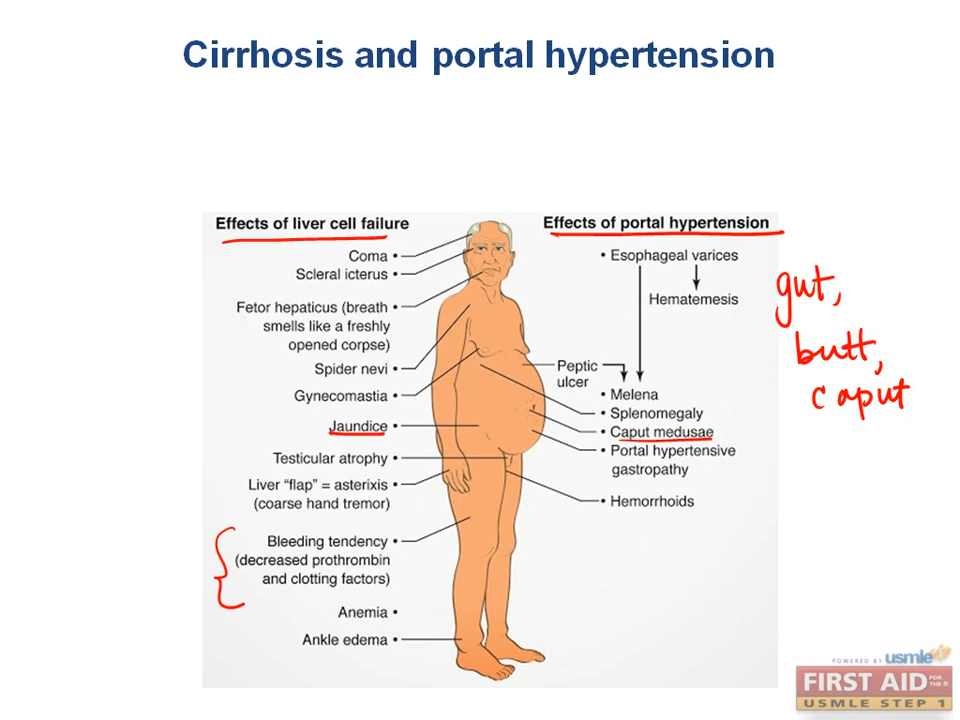 Cirrhosis and portal hypertension
Effects of liver cell failure
Coma •
Scleral icterus •
Fetor hepaticus (breath •
smells like a freshly
opened corpse)
Spider nevi •
Gynecomastia •
Jaundice •
Testicular atrophy •
Liver “flap” = asterixis •
(coarse hand tremor)
Bleeding tendency •
(decreased prothrombin
and clotting factors)
Anemia •
Ankle edema •
Effects of portal hypertension
• Esophageal varices
Hematemesis
Peptic
ulcer
• Melena
• Splenomegaly
• Caput medusae
• Portal hypertensive
gastropathy
• Hemorrhoids
gut,
butt,
caput
POWERED BY usmle
FIRST AID FOR THE ®
USMLE STEP 1